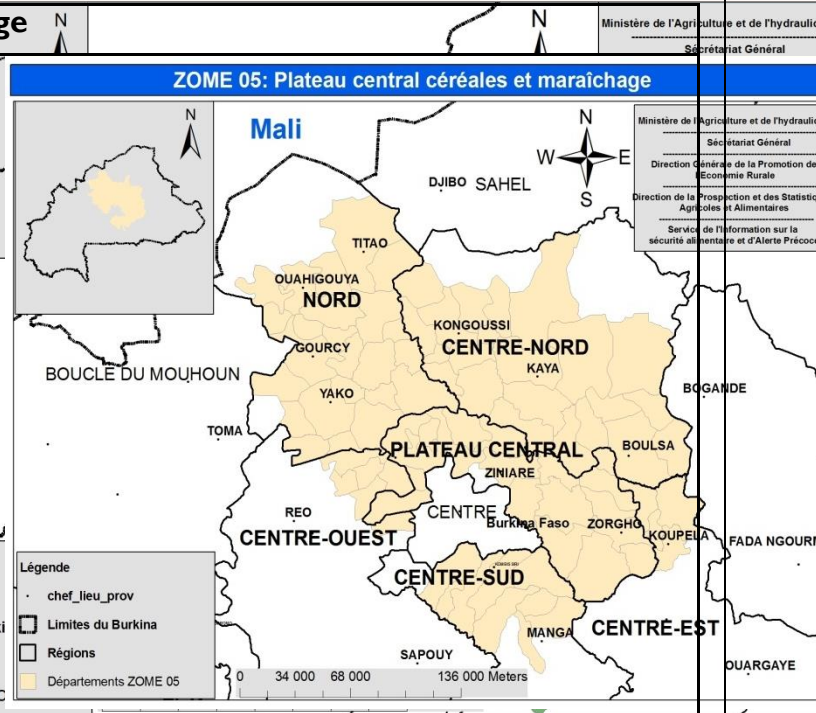 ge
N
N
Ministère de l'Agriculture et de l'hydraulic
Sécrétariat Général
ZOME 05: Plateau central céréales et maraîchage
N
Mali
N
W
E
S
Ministère de l'Agriculture et de l'hydraulic
Sécrétariat Général
Direction Générale de la Promotion de
l'Economie Rurale
Direction de la Prospection et des Statistiq
Agricoles et Alimentaires
Service de l'Information sur la
sécurité alimentaire et d'Alerte Précoce
DJIBO SAHEL
TITAO
OUAHIGOUYA
NORD
KONGOUSSI
GOURCY
CENTRE-NORD
KAYA
BOUCLE DU MOUHOUN
BOGANDE
YAKO
TOMA
PLATEAU CENTRAL
BOULSA
ZINIARE
REO
CENTRE
Burkina Faso
ZORGHO
CENTRE-OUEST
KOUPELA
FADA NGOURM
CENTRE-SUD
MANGA
CENTRE-EST
SAPOUY
OUARGAYE
Légende
chef_lieu_prov
Limites du Burkina
Régions
Départements ZOME 05
0 34 000 68 000 136 000 Meters